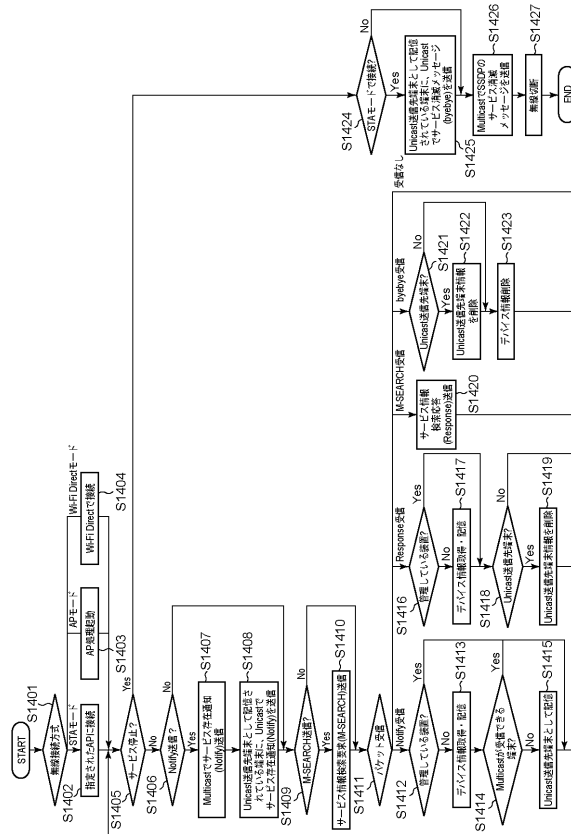 START
無線接続方式
S1401
STAモード
APモード
Wi-Fi Directモード
指定されたAPに接続
S1402
AP処理起動
S1403
Wi-Fi Directで接続
S1404
サービス停止?
S1405
Yes
No
Notify送信?
S1406
No
Yes
Multicastでサービス存在通知
(Notify)送信
S1407
Unicast送信先端末として記憶さ
れている端末に、Unicastで
サービス存在通知(Notify)を送信
S1408
M-SEARCH送信?
S1409
No
Yes
サービス情報検索要求(M-SEARCH)送信
S1410
パケット受信
S1411
Notify受信
Response受信
M-SEARCH受信
byebye受信
受信なし
管理している装置?
S1412
Yes
No
デバイス情報取得・記憶
S1413
Multicastが受信できる
端末?
S1414
Yes
No
Unicast送信先端末として記憶
S1415
管理している装置?
S1416
Yes
No
デバイス情報取得・記憶
S1417
Unicast送信先端末?
S1418
No
Yes
Unicast送信先端末情報を削除
S1419
サービス情報
検索応答
(Response)送信
S1420
Unicast送信先端末?
S1421
No
Yes
Unicast送信先端末情報
を削除
S1422
デバイス情報削除
S1423
STAモードで接続?
S1424
No
Yes
Unicast送信先端末として記憶
されている端末に、Unicast
でサービス消滅メッセージ
(byebye)を送信
S1425
MulticastでSSDPの
サービス消滅
メッセージを送信
S1426
無線切断
S1427
END